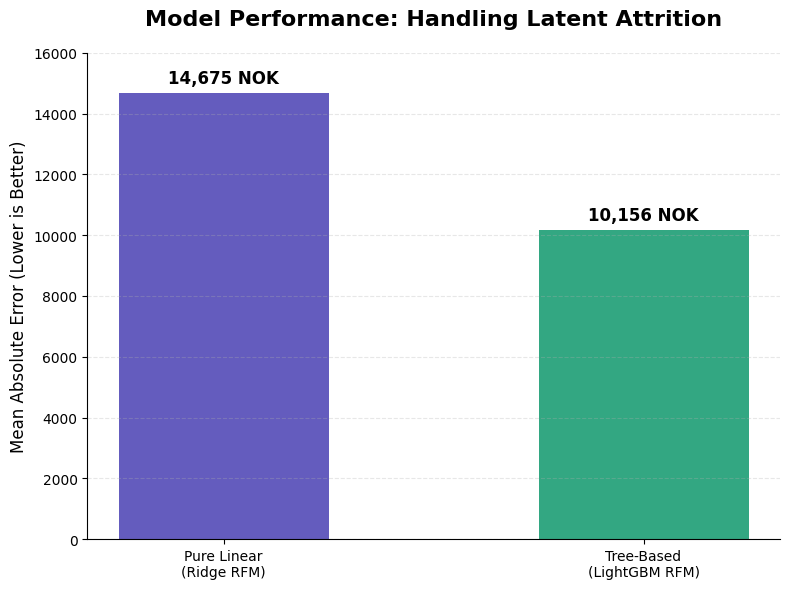 Model Performance: Handling Latent Attrition
Mean Absolute Error (Lower is Better)
16000
14000
12000
10000
8000
6000
4000
2000
0
14,675 NOK
10,156 NOK
Pure Linear
(Ridge RFM)
Tree-Based
(LightGBM RFM)